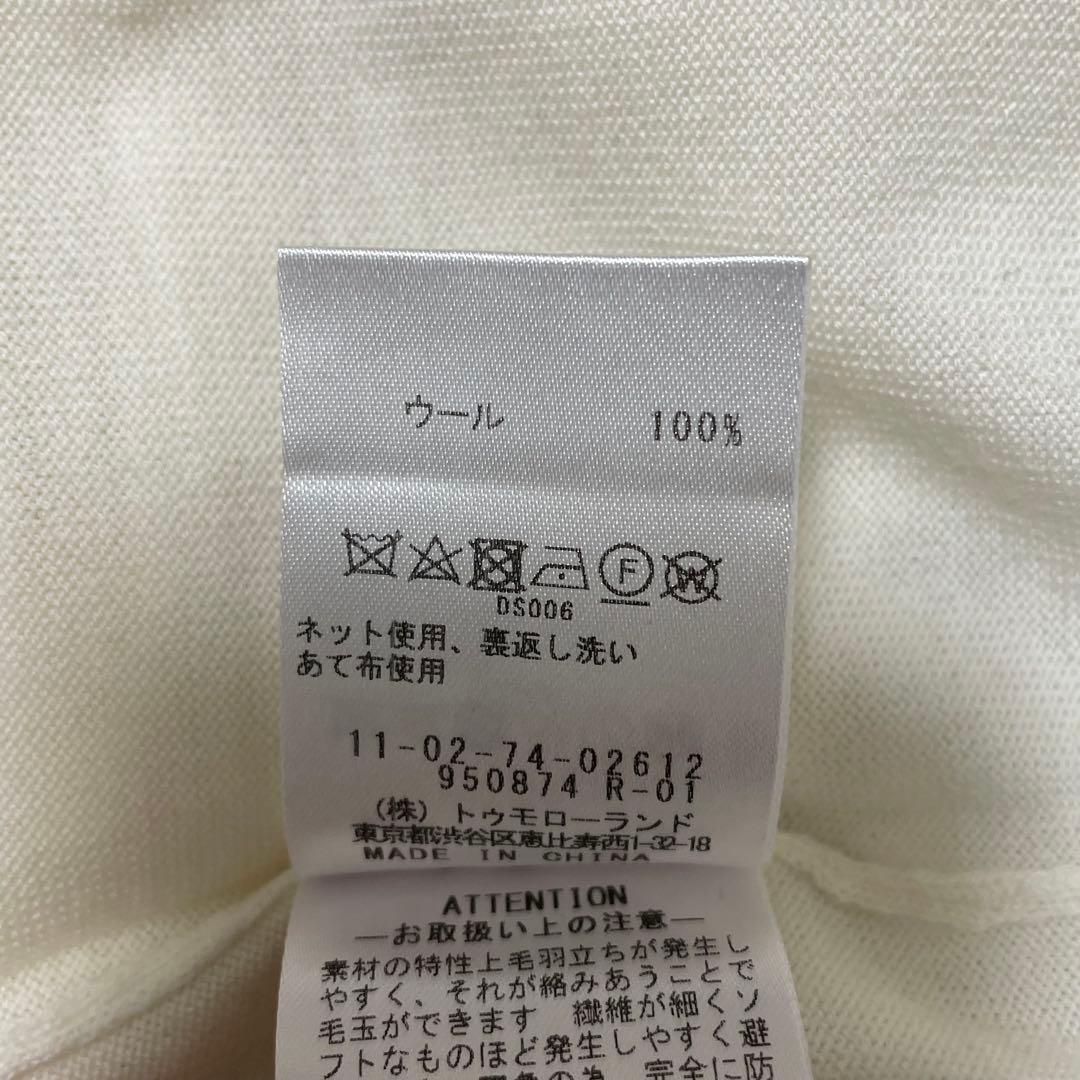 ウール 100%
F W
DS006
ネット使用、裏返し洗い
あて布使用
11-02-74-02612
950874 R-01
(株)トゥモローランド
東京都渋谷区恵比寿西1-32-18
MADE IN CHINA
ATTENTION
―お取扱い上の注意―
素材の特性上毛羽立ちが発生し
やすく、それが絡みあうことで
毛玉ができます 繊維が細くソ
フトなものほど発生しやすく避
の為 完全に防